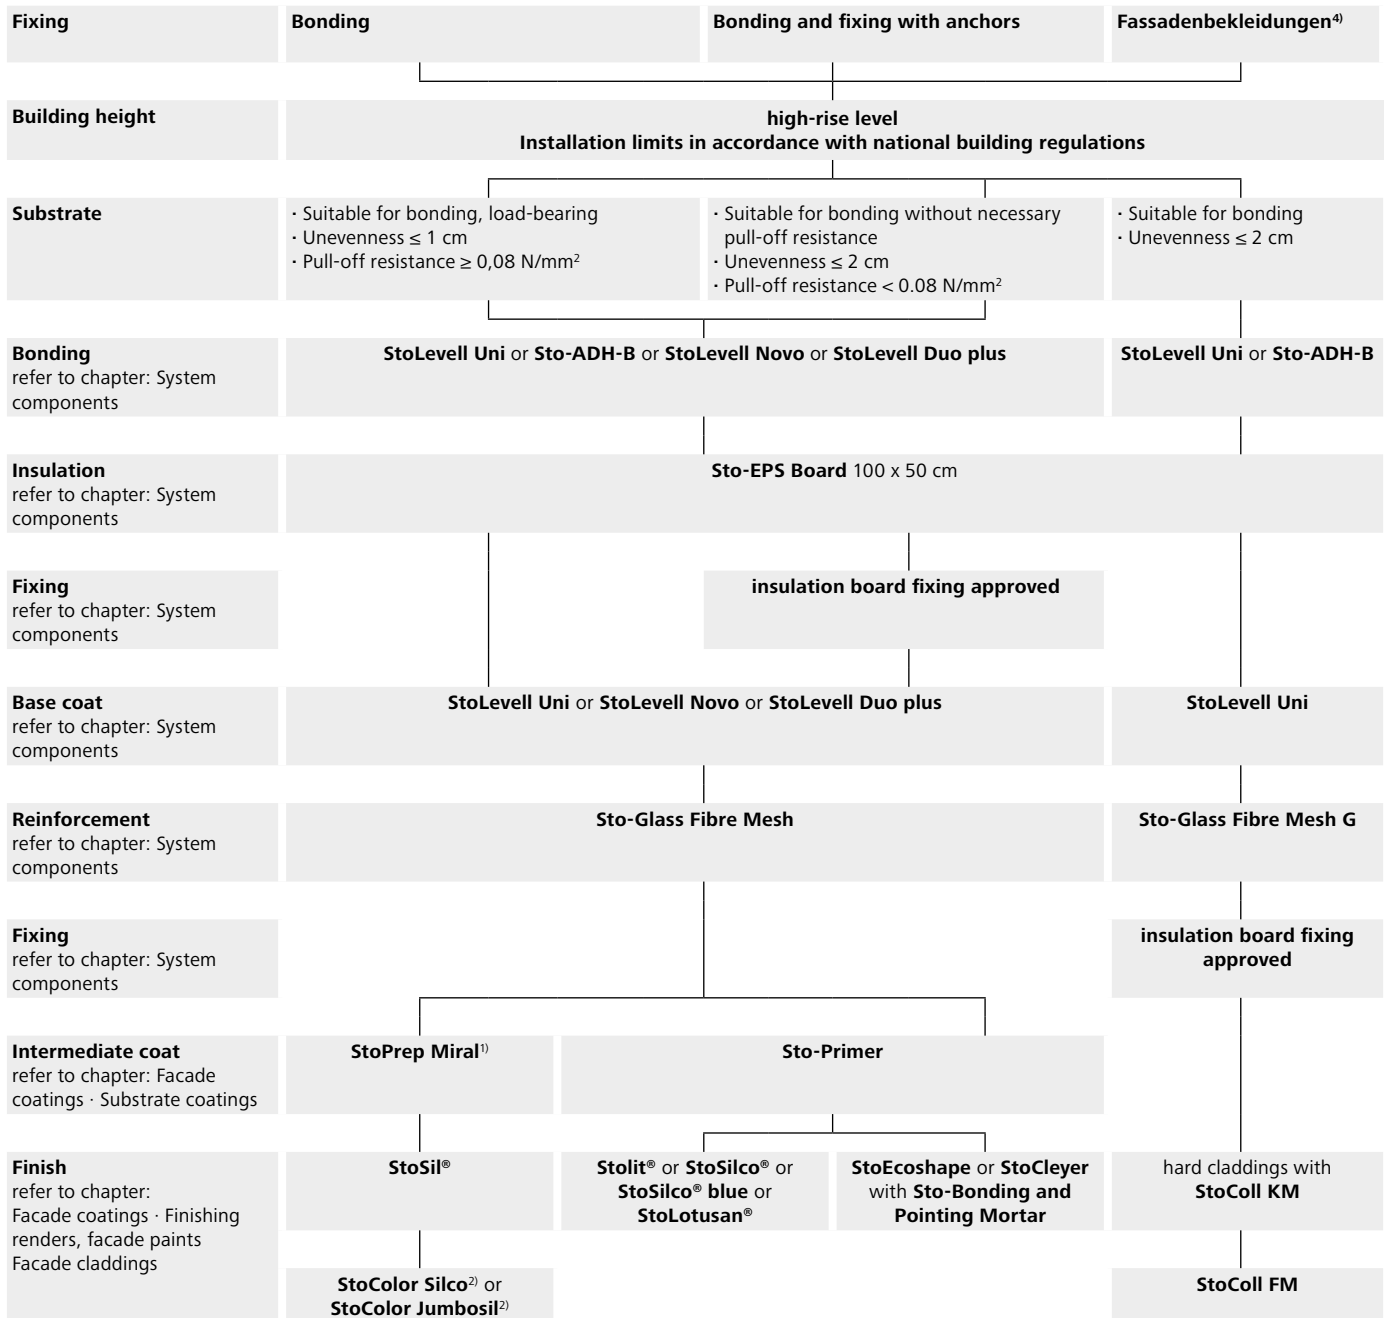 Fixing
Bonding
Bonding and fixing with anchors
Fassadenbekleidungen4)
Building height
high-rise level
Installation limits in accordance with national building regulations
Substrate
· Suitable for bonding, load-bearing
· Unevenness ≤ 1 cm
· Pull-off resistance ≥ 0,08 N/mm2
· Suitable for bonding without necessary
pull-off resistance
· Unevenness ≤ 2 cm
· Pull-off resistance < 0.08 N/mm2
· Suitable for bonding
· Unevenness ≤ 2 cm
Bonding
refer to chapter: System
components
StoLevell Uni or Sto-ADH-B or StoLevell Novo or StoLevell Duo plus
StoLevell Uni or Sto-ADH-B
Insulation
refer to chapter: System
components
Sto-EPS Board 100 x 50 cm
Fixing
refer to chapter: System
components
insulation board fixing approved
Base coat
refer to chapter: System
components
StoLevell Uni or StoLevell Novo or StoLevell Duo plus
StoLevell Uni
Reinforcement
refer to chapter: System
components
Sto-Glass Fibre Mesh
Sto-Glass Fibre Mesh G
Fixing
refer to chapter: System
components
insulation board fixing
approved
Intermediate coat
refer to chapter: Facade
coatings · Substrate coatings
StoPrep Miral1)
Sto-Primer
Finish
refer to chapter:
Facade coatings · Finishing
renders, facade paints
Facade claddings
StoSil®
Stolit® or StoSilco® or
StoSilco® blue or
StoLotusan®
StoEcoshape or StoCleyer
with Sto-Bonding and
Pointing Mortar
hard claddings with
StoColl KM
StoColor Silco2) or
StoColor Jumbosil2)
StoColl FM